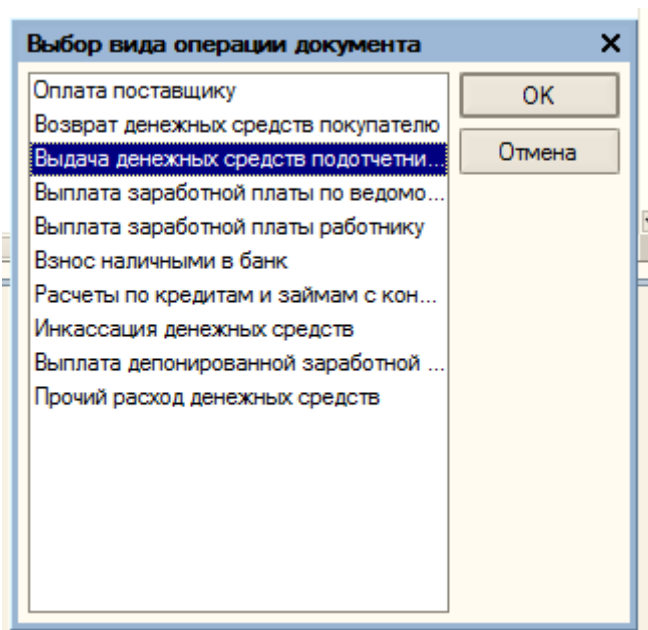 Выбор вида операции документа
Оплата поставщику
Возврат денежных средств покупателю
Выдача денежных средств подотчетни...
Выплата заработной платы по ведомо...
Выплата заработной платы работнику
Взнос наличными в банк
Расчеты по кредитам и займам с кон...
Инкассация денежных средств
Выплата депонированной заработной ...
Прочий расход денежных средств
OK
Отмена